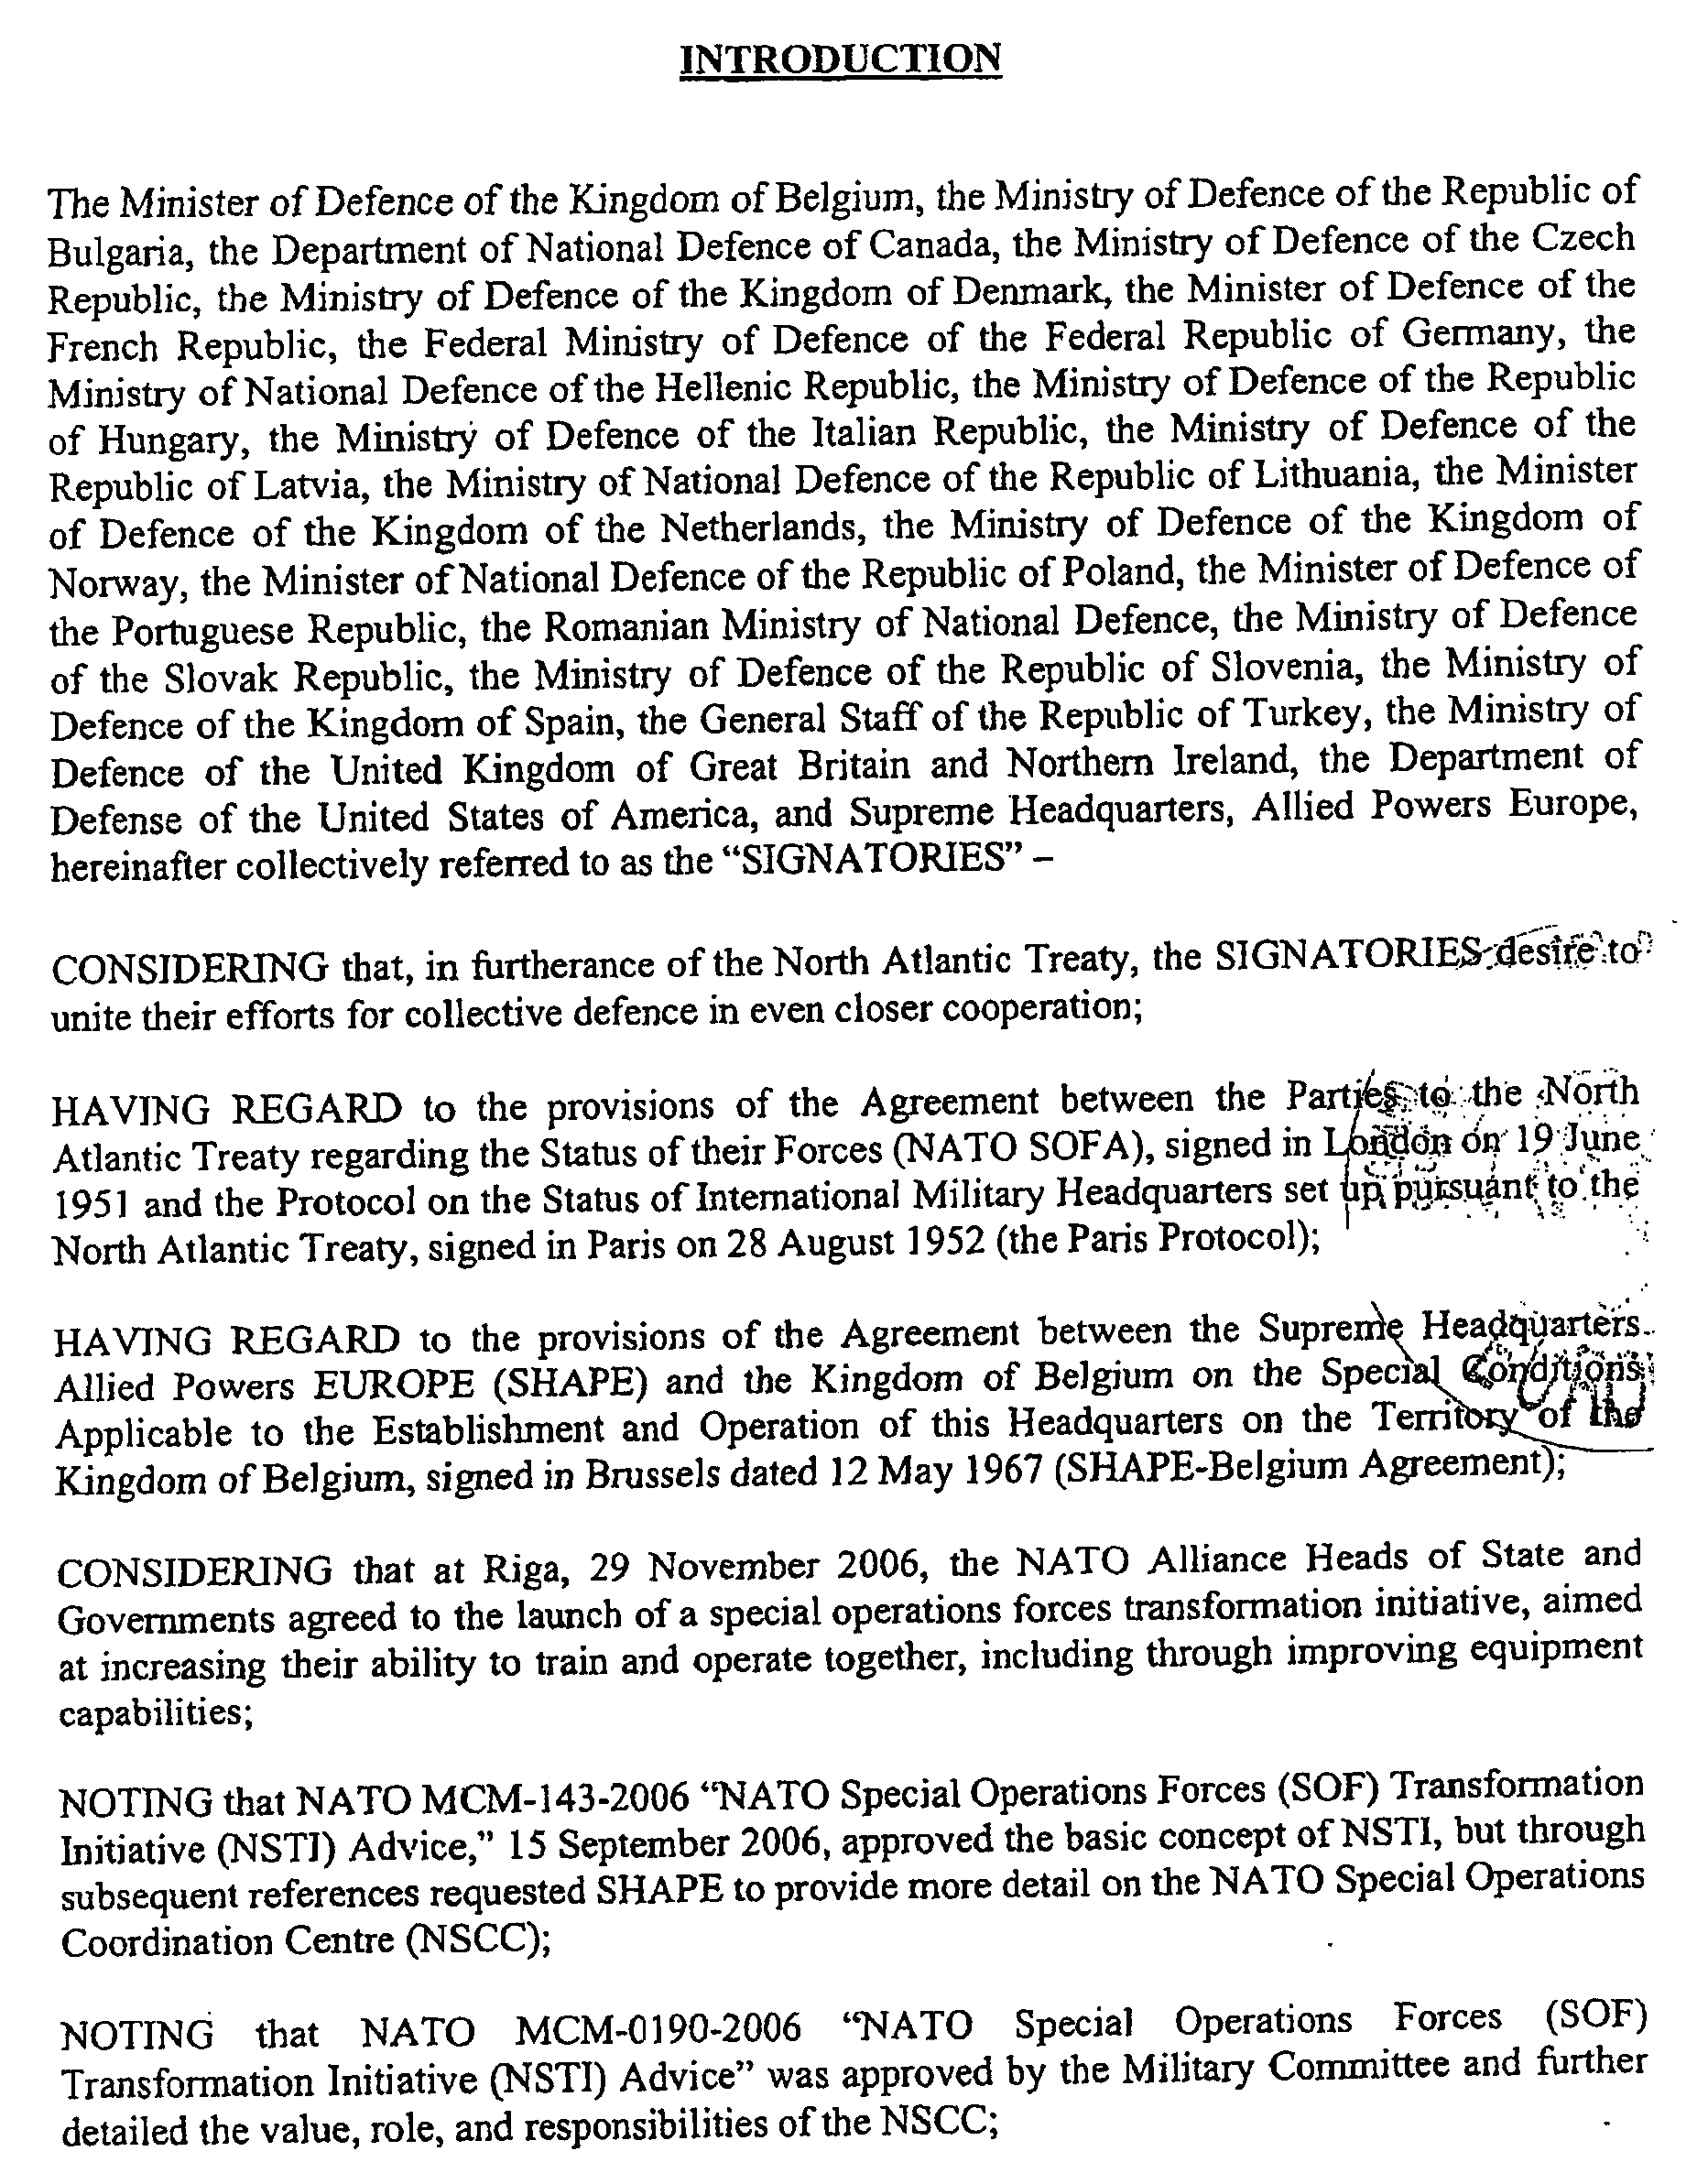 INTRODUCTION
The Minister of Defence of the Kingdom of Belgium, the Ministry of Defence of the Republic of
Bulgaria, the Department of National Defence of Canada, the Ministry of Defence of the Czech
Republic, the Ministry of Defence of the Kingdom of Denmark, the Minister of Defence of the
French Republic, the Federal Ministry of Defence of the Federal Republic of Germany, the
Ministry of National Defence of the Hellenic Republic, the Ministry of Defence of the Republic
of Hungary, the Ministry of Defence of the Italian Republic, the Ministry of Defence of the
Republic of Latvia, the Ministry of National Defence of the Republic of Lithuania, the Minister
of Defence of the Kingdom of the Netherlands, the Ministry of Defence of the Kingdom of
Norway, the Minister of National Defence of the Republic of Poland, the Minister of Defence of
the Portuguese Republic, the Romanian Ministry of National Defence, the Ministry of Defence
of the Slovak Republic, the Ministry of Defence of the Republic of Slovenia, the Ministry of
Defence of the Kingdom of Spain, the General Staff of the Republic of Turkey, the Ministry of
Defence of the United Kingdom of Great Britain and Northern Ireland, the Department of
Defense of the United States of America, and Supreme Headquarters, Allied Powers Europe,
hereinafter collectively referred to as the “SIGNATORIES” –
CONSIDERING that, in furtherance of the North Atlantic Treaty, the SIGNATORIES desire to
unite their efforts for collective defence in even closer cooperation;
HAVING REGARD to the provisions of the Agreement between the Parties to the North
Atlantic Treaty regarding the Status of their Forces (NATO SOFA), signed in London on 19 June
1951 and the Protocol on the Status of International Military Headquarters set up pursuant to the
North Atlantic Treaty, signed in Paris on 28 August 1952 (the Paris Protocol);
HAVING REGARD to the provisions of the Agreement between the Supreme Headquarters
Allied Powers EUROPE (SHAPE) and the Kingdom of Belgium on the Special Conditions
Applicable to the Establishment and Operation of this Headquarters on the Territory of the
Kingdom of Belgium, signed in Brussels dated 12 May 1967 (SHAPE-Belgium Agreement);
CONSIDERING that at Riga, 29 November 2006, the NATO Alliance Heads of State and
Governments agreed to the launch of a special operations forces transformation initiative, aimed
at increasing their ability to train and operate together, including through improving equipment
capabilities;
NOTING that NATO MCM-143-2006 “NATO Special Operations Forces (SOF) Transformation
Initiative (NSTI) Advice,” 15 September 2006, approved the basic concept of NSTI, but through
subsequent references requested SHAPE to provide more detail on the NATO Special Operations
Coordination Centre (NSCC);
NOTING that NATO MCM-0190-2006 “NATO Special Operations Forces (SOF)
Transformation Initiative (NSTI) Advice” was approved by the Military Committee and further
detailed the value, role, and responsibilities of the NSCC;